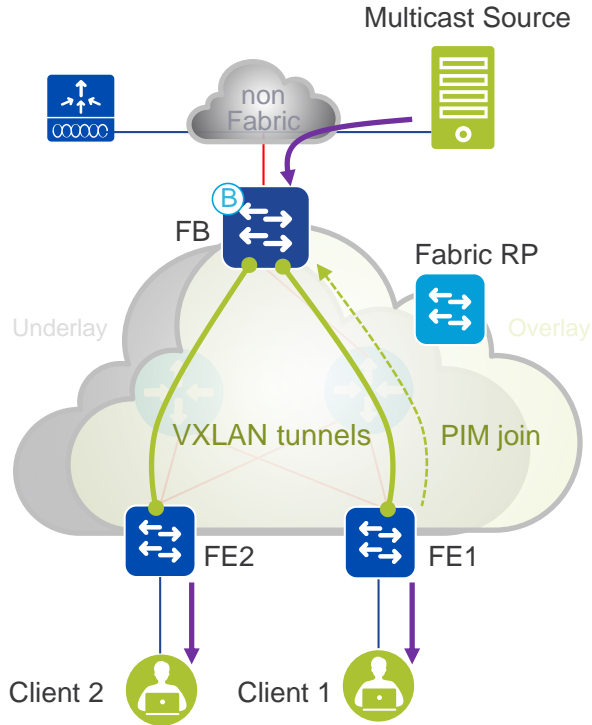 Multicast Source
non
Fabric
B
FB
Fabric RP
Underlay
Overlay
VXLAN tunnels
PIM join
FE2
FE1
Client 2
Client 1